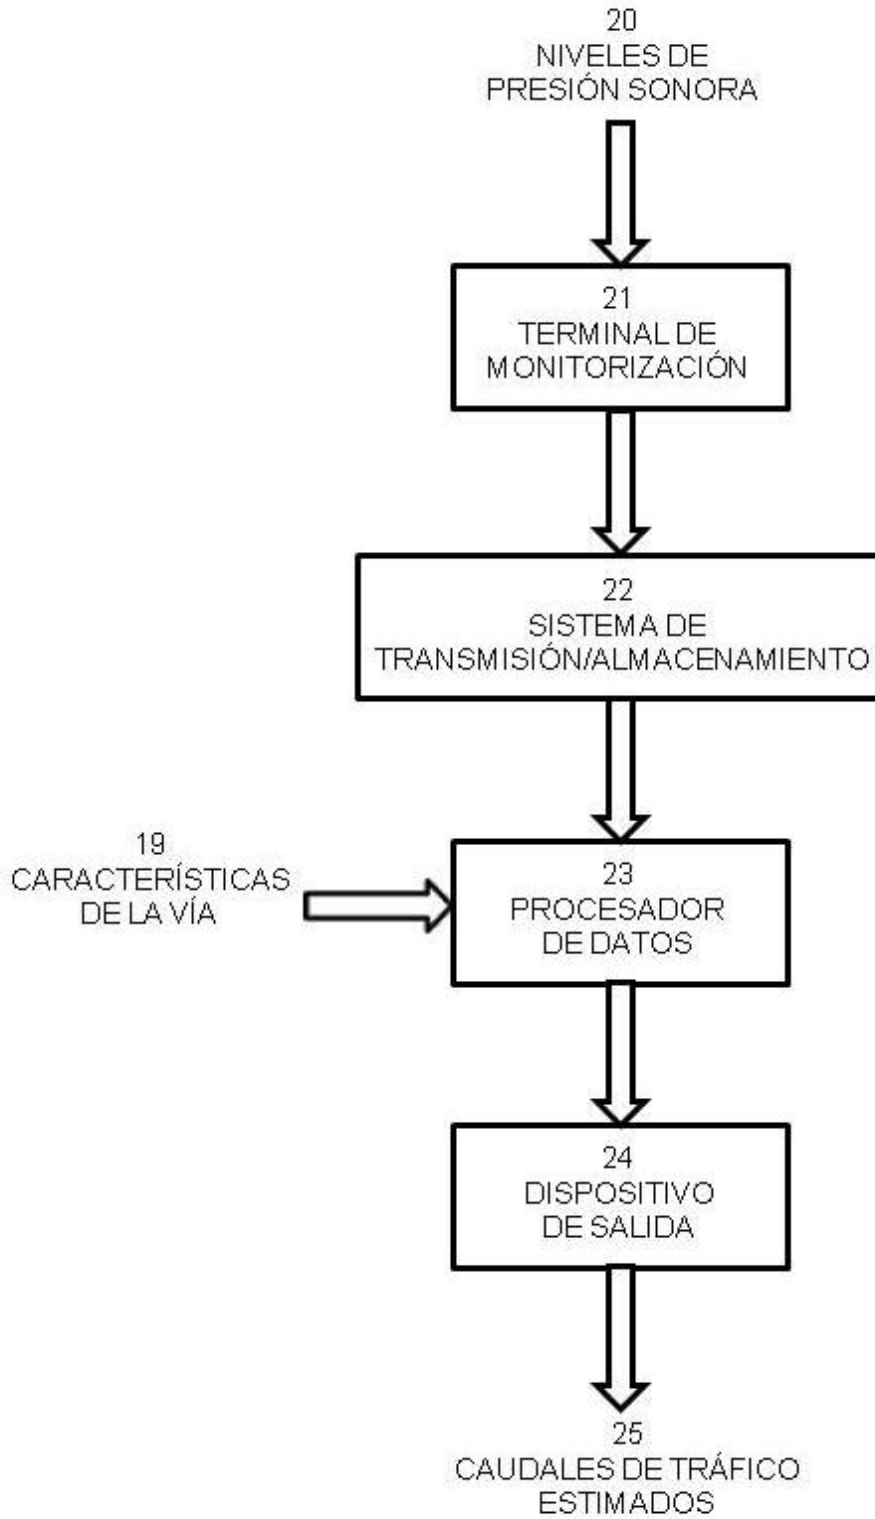 20
NIVELES DE
PRESIÓN SONORA
21
TERMINAL DE
MONITORIZACIÓN
22
SISTEMA DE
TRANSMISIÓN/ALMACENAMIENTO
19
CARACTERÍSTICAS
DE LA VÍA
23
PROCESADOR
DE DATOS
24
DISPOSITIVO
DE SALIDA
25
CAUDALES DE TRÁFICO
ESTIMADOS